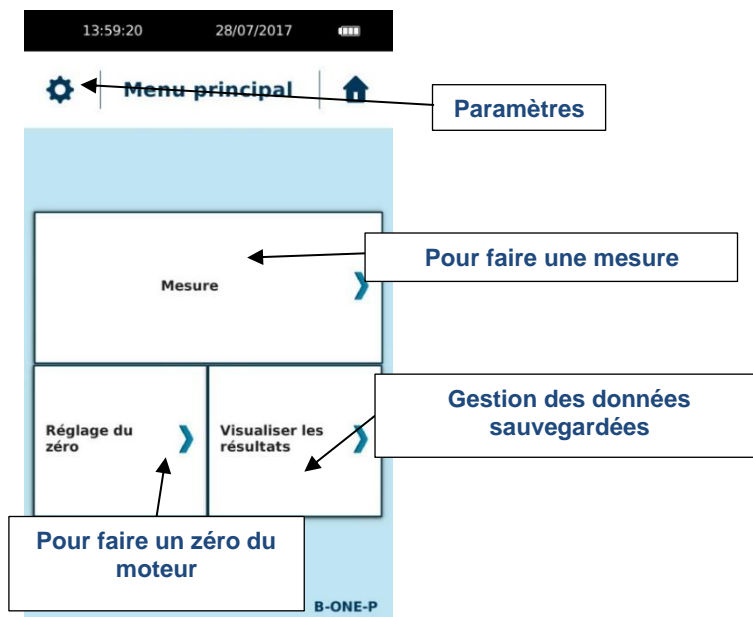 13:59:20 28/07/2017
Menu principal
Paramètres
Mesure
Pour faire une mesure
Réglage du
zéro
Visualiser les
résultats
Gestion des données
sauvegardées
Pour faire un zéro du
moteur
B-ONE-P